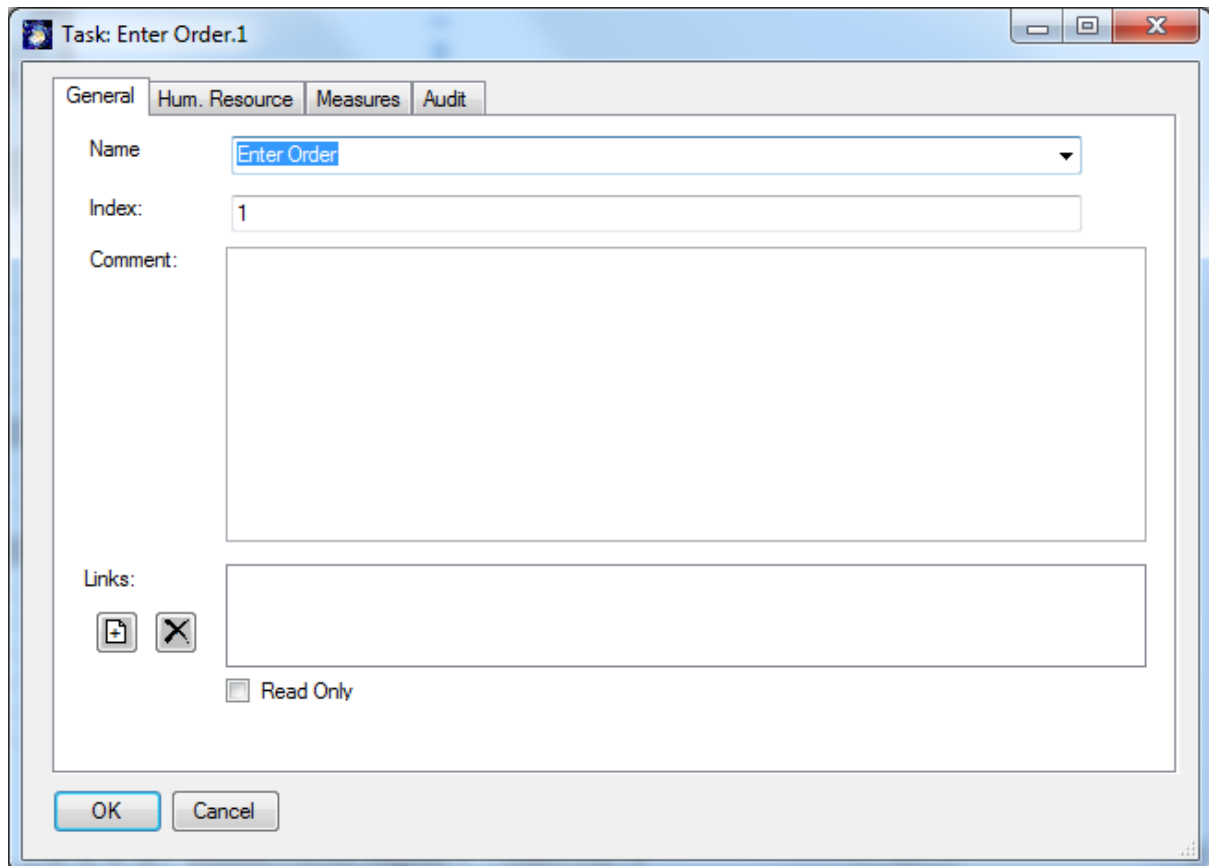 Task: Enter Order.1
General Hum. Resource Measures Audit
Name Enter Order
Index: 1
Comment:
Links:
Read Only
OK Cancel